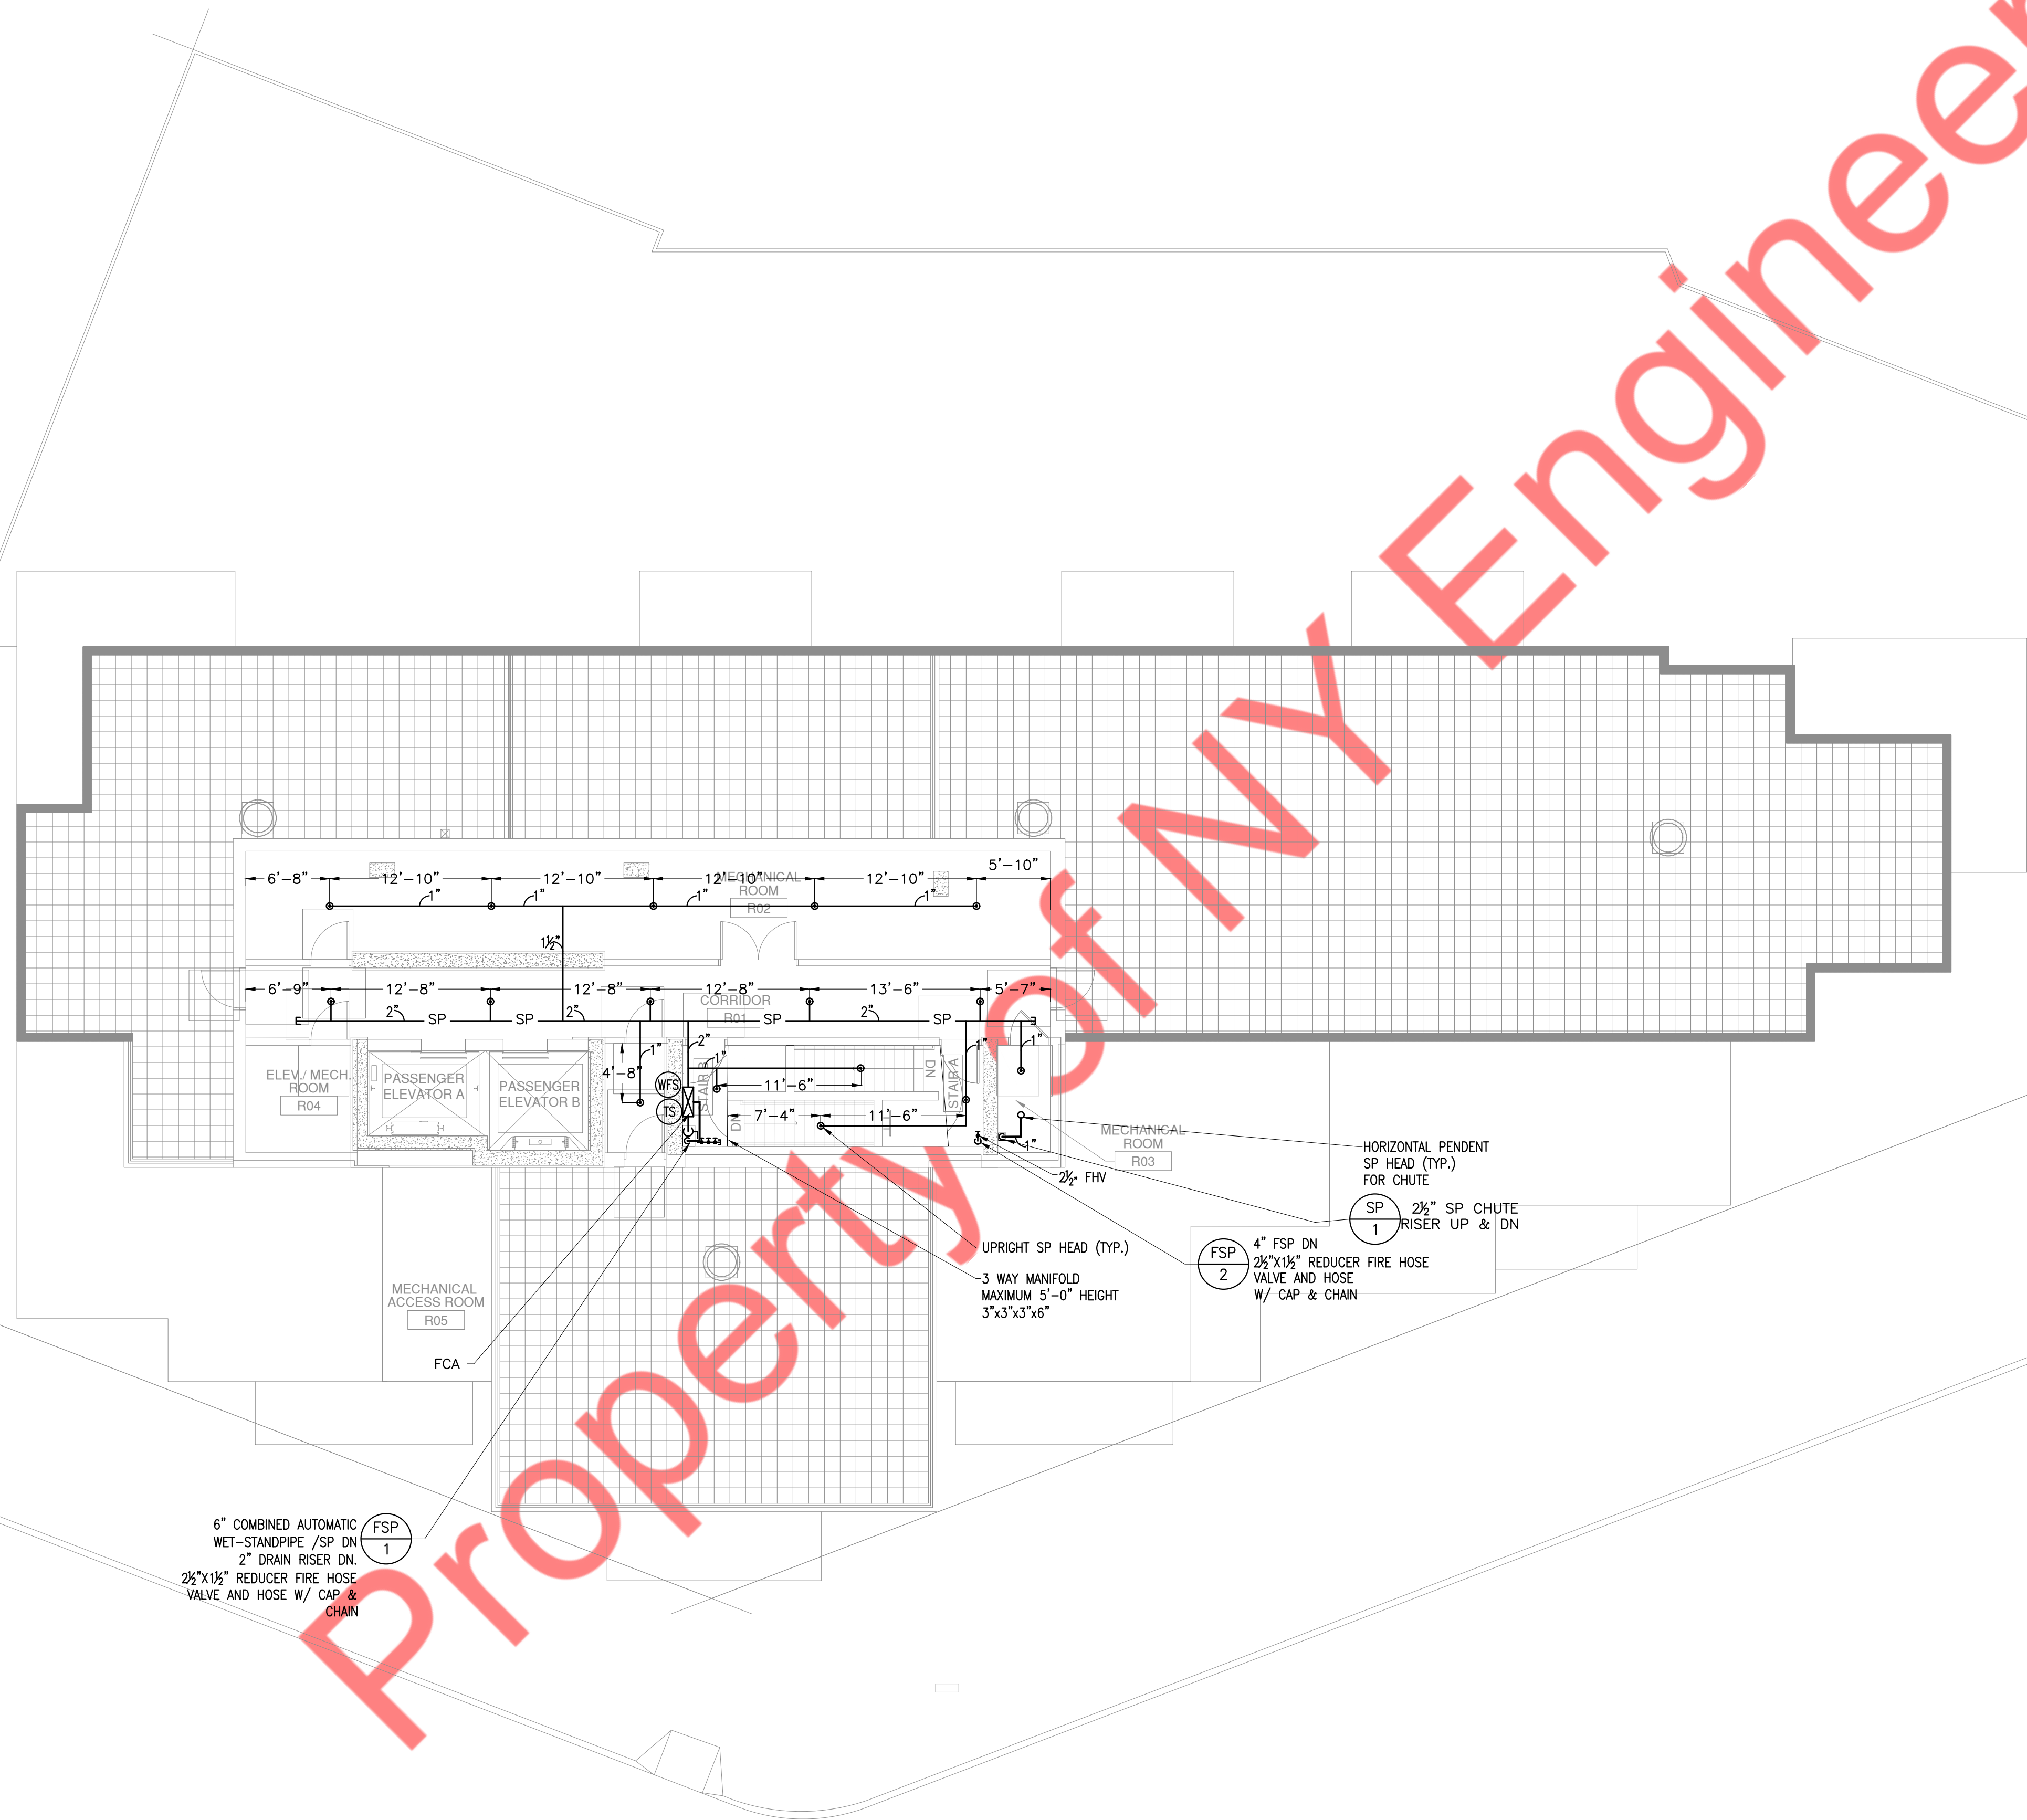 Property of NY Engineer
5'-10"
6'-8"
12'-10"
12'-10"
12'-10"
12'-10"
MECHANICAL
ROOM
R02
1"
1"
1"
1"
1½"
6'-9"
12'-8"
12'-8"
12'-8"
13'-6"
5'-7"
CORRIDOR
R01
2"
SP
SP
2"
SP
2"
SP
1"
2"
1"
1"
1"
4'-8"
WFS
TS
STAIR B
11'-6"
DN
STAIR A
7'-4"
11'-6"
DN
1"
ELEV./ MECH.
ROOM
R04
PASSENGER
ELEVATOR A
PASSENGER
ELEVATOR B
MECHANICAL
ROOM
R03
2½" FHV
HORIZONTAL PENDENT
SP HEAD (TYP.)
FOR CHUTE
SP
1
2½" SP CHUTE
RISER UP & DN
FSP
2
4" FSP DN
2½"X1½" REDUCER FIRE HOSE
VALVE AND HOSE
W/ CAP & CHAIN
UPRIGHT SP HEAD (TYP.)
3 WAY MANIFOLD
MAXIMUM 5'-0" HEIGHT
3"x3"x3"x6"
MECHANICAL
ACCESS ROOM
R05
FCA
6" COMBINED AUTOMATIC
WET-STANDPIPE /SP DN
2" DRAIN RISER DN.
2½"X1½" REDUCER FIRE HOSE
VALVE AND HOSE W/ CAP &
CHAIN
FSP
1